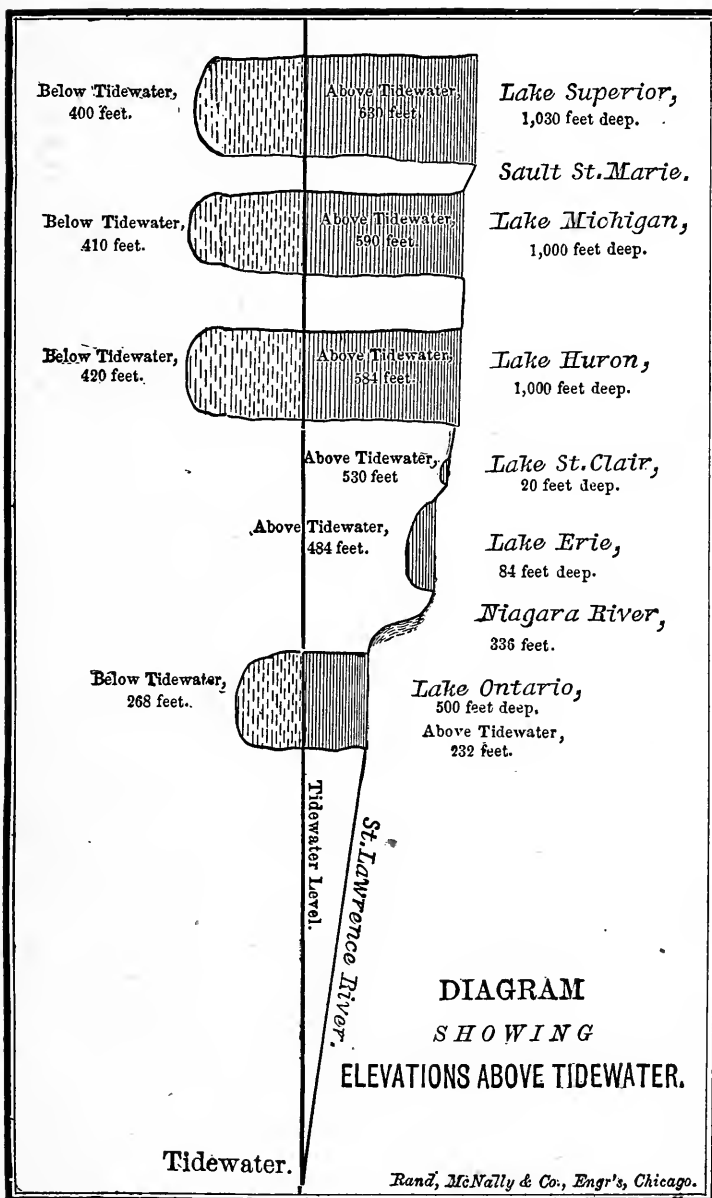 Below Tidewater,
400 feet.
Above Tidewater,
630 feet.
Lake Superior,
1,030 feet deep.
Sault St. Marie.
Below Tidewater,
410 feet.
Above Tidewater,
590 feet.
Lake Michigan,
1,000 feet deep.
Below Tidewater,
420 feet.
Above Tidewater,
584 feet.
Lake Huron,
1,000 feet deep.
Above Tidewater,
530 feet
Lake St. Clair,
20 feet deep.
Above Tidewater,
484 feet.
Lake Erie,
84 feet deep.
Niagara River,
336 feet.
Below Tidewater,
268 feet.
Lake Ontario,
500 feet deep.
Above Tidewater,
232 feet.
Tidewater Level.
St. Lawrence River.
DIAGRAM
SHOWING
ELEVATIONS ABOVE TIDEWATER.
Tidewater.
Rand, McNally & Co., Engr's, Chicago.